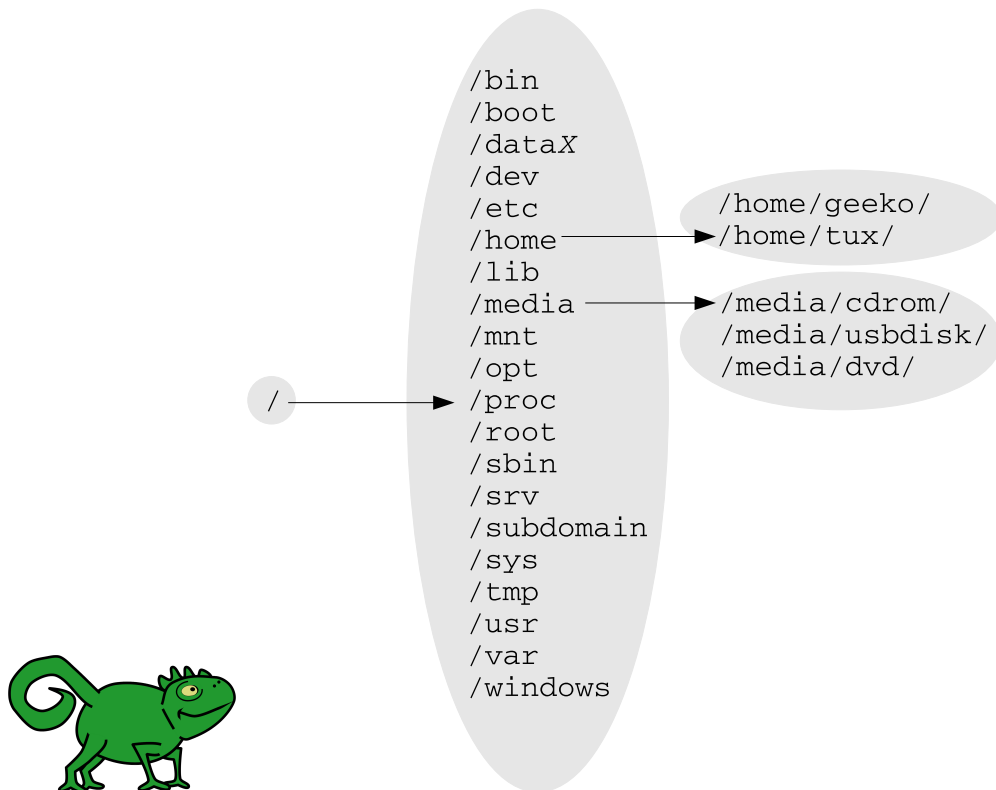 /
/bin
/boot
/dataX
/dev
/etc
/home
/lib
/media
/mnt
/opt
/proc
/root
/sbin
/srv
/subdomain
/sys
/tmp
/usr
/var
/windows
/home/geeko/
/home/tux/
/media/cdrom/
/media/usbdisk/
/media/dvd/